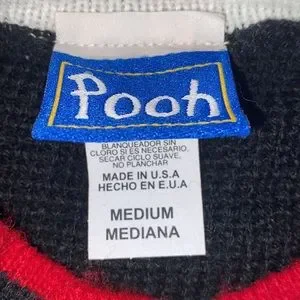 Pooh
BLANQUEADOR SIN
CLORO SI ES NECESARIO.
SECAR CICLO SUAVE,
NO PLANCHAR
MADE IN U.S.A
HECHO EN E.U.A
MEDIUM
MEDIANA